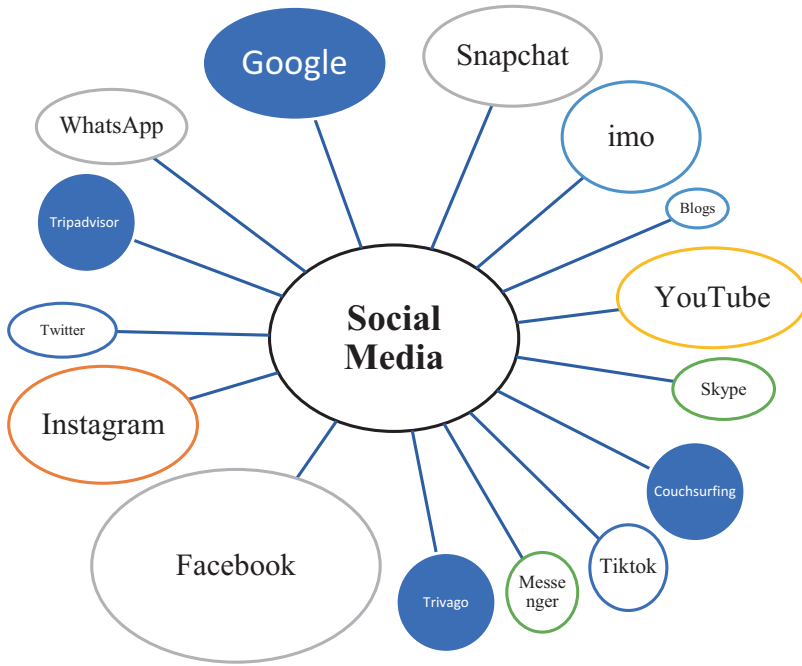 Google
Snapchat
WhatsApp
imo
Tripadvisor
Blogs
YouTube
Social
Media
Twitter
Skype
Instagram
Couchsurfing
Facebook
Tiktok
Messe
nger
Trivago